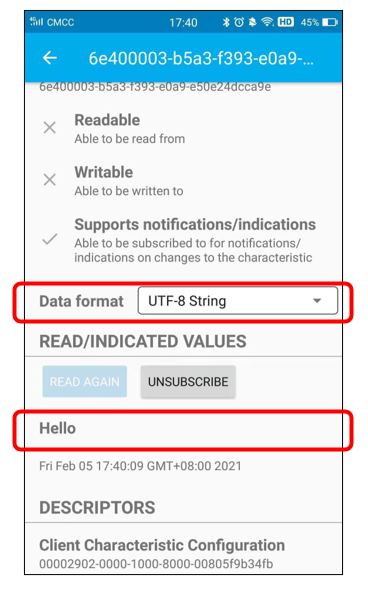 CMCC 17:40 HD 45%
6e400003-b5a3-f393-e0a9-...
6e400003-b5a3-f393-e0a9-e50e24dcca9e
Readable
Able to be read from
Writable
Able to be written to
Supports notifications/indications
Able to be subscribed to for notifications/
indications on changes to the characteristic
Data format UTF-8 String
READ/INDICATED VALUES
READ AGAIN UNSUBSCRIBE
Hello
Fri Feb 05 17:40:09 GMT+08:00 2021
DESCRIPTORS
Client Characteristic Configuration
00002902-0000-1000-8000-00805f9b34fb